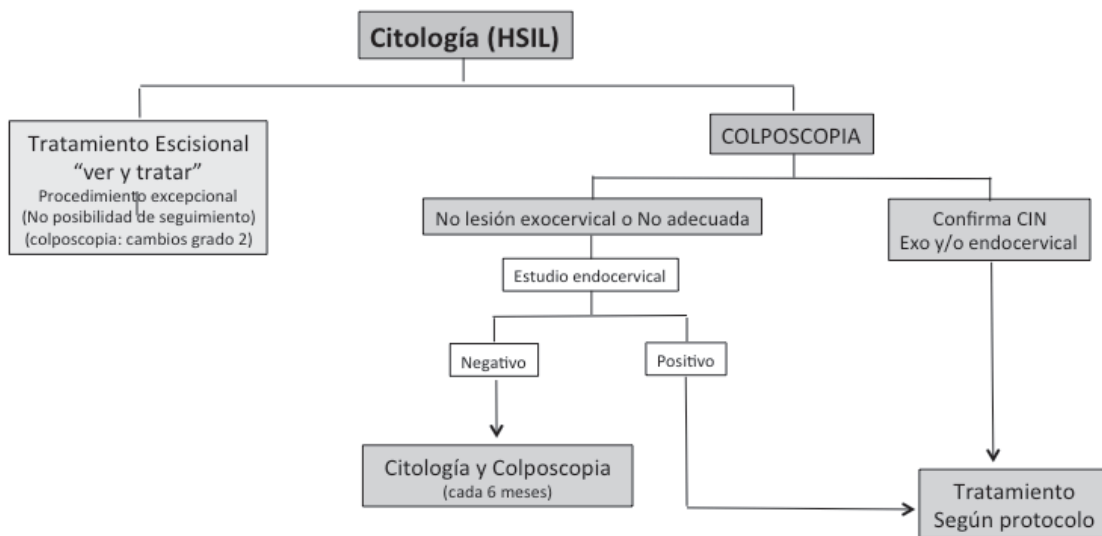 Citología (HSIL)
Tratamiento Escisional
“ver y tratar”
Procedimiento excepcional
(No posibilidad de seguimiento)
(colposcopia: cambios grado 2)
COLPOSCOPIA
No lesión exocervical o No adecuada
Confirma CIN
Exo y/o endocervical
Estudio endocervical
Negativo
Positivo
Citología y Colposcopia
(cada 6 meses)
Tratamiento
Según protocolo